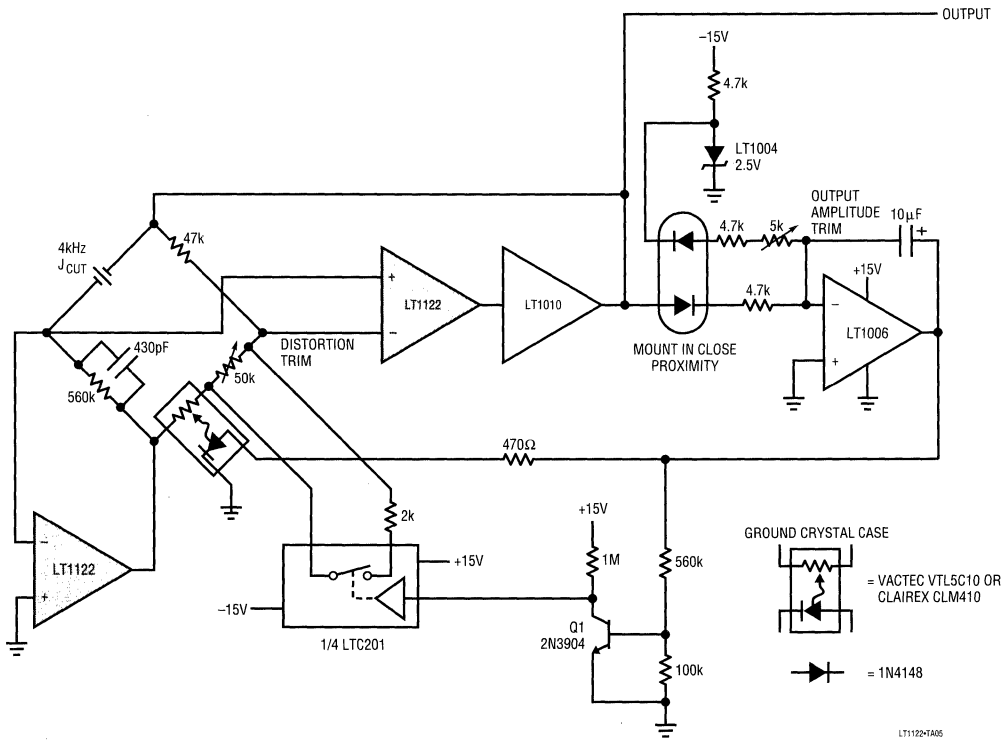 OUTPUT
–15V
4.7k
LT1004
2.5V
OUTPUT
AMPLITUDE
TRIM
10μF
+
4kHz
JCUT
47k
4.7k
5k
+
LT1122
–
LT1010
4.7k
+15V
–
LT1006
+
MOUNT IN CLOSE
PROXIMITY
DISTORTION
TRIM
430pF
560k
50k
470Ω
–
LT1122
+
2k
+15V
–15V
1/4 LTC201
+15V
1M
560k
Q1
2N3904
100k
GROUND CRYSTAL CASE
= VACTEC VTL5C10 OR
CLAIREX CLM410
= 1N4148
LT1122•TA05